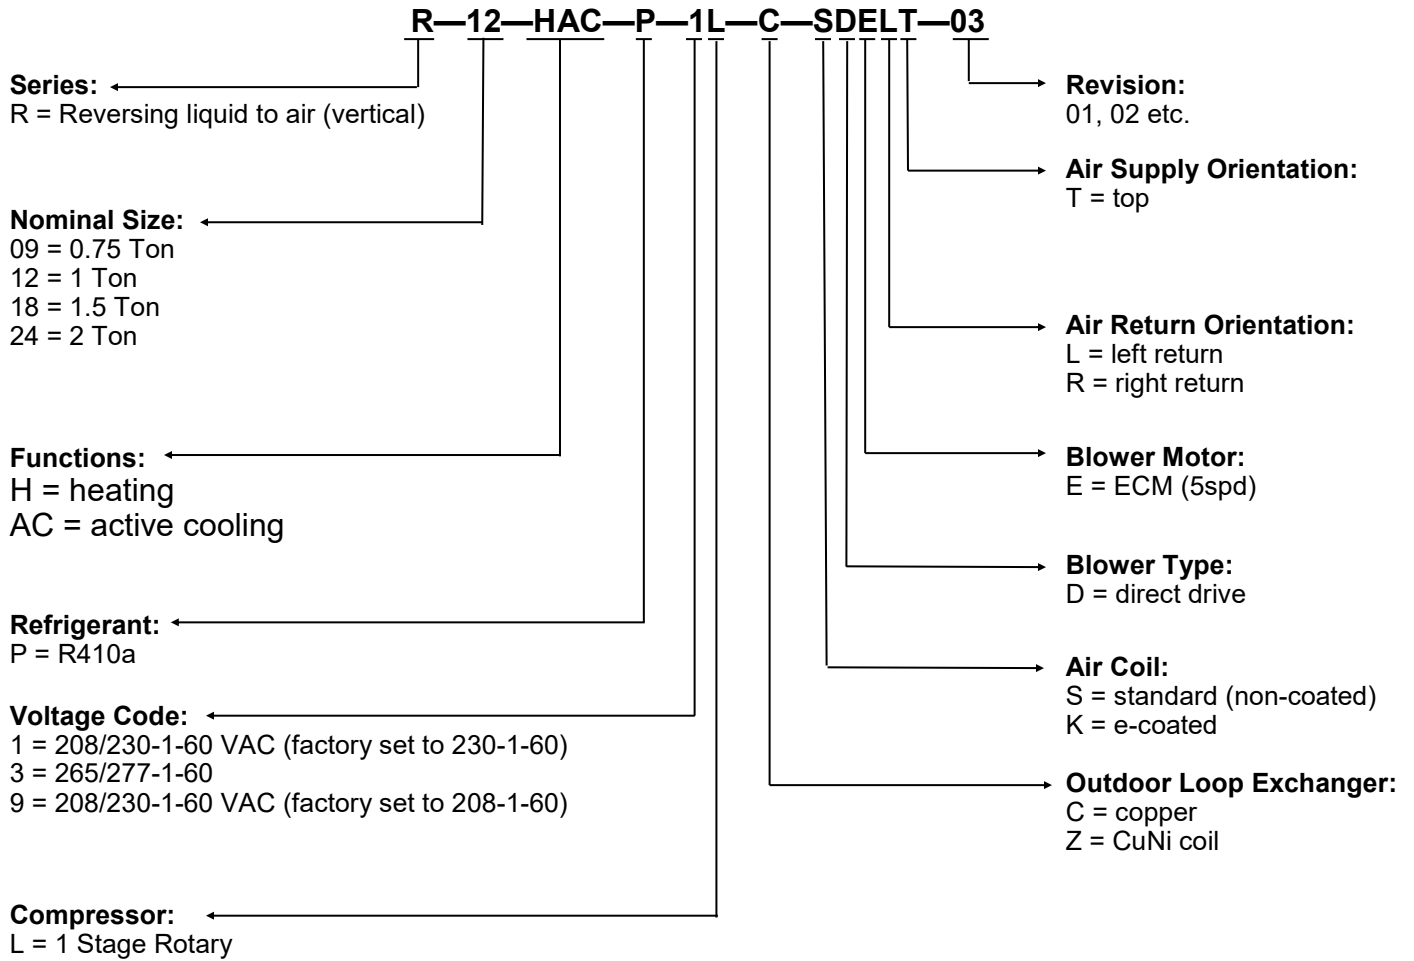 R—12—HAC—P—1L—C—SDELT—03
Series:
R = Reversing liquid to air (vertical)
Nominal Size:
09 = 0.75 Ton
12 = 1 Ton
18 = 1.5 Ton
24 = 2 Ton
Functions:
H = heating
AC = active cooling
Refrigerant:
P = R410a
Voltage Code:
1 = 208/230-1-60 VAC (factory set to 230-1-60)
3 = 265/277-1-60
9 = 208/230-1-60 VAC (factory set to 208-1-60)
Compressor:
L = 1 Stage Rotary
Revision:
01, 02 etc.
Air Supply Orientation:
T = top
Air Return Orientation:
L = left return
R = right return
Blower Motor:
E = ECM (5spd)
Blower Type:
D = direct drive
Air Coil:
S = standard (non-coated)
K = e-coated
Outdoor Loop Exchanger:
C = copper
Z = CuNi coil